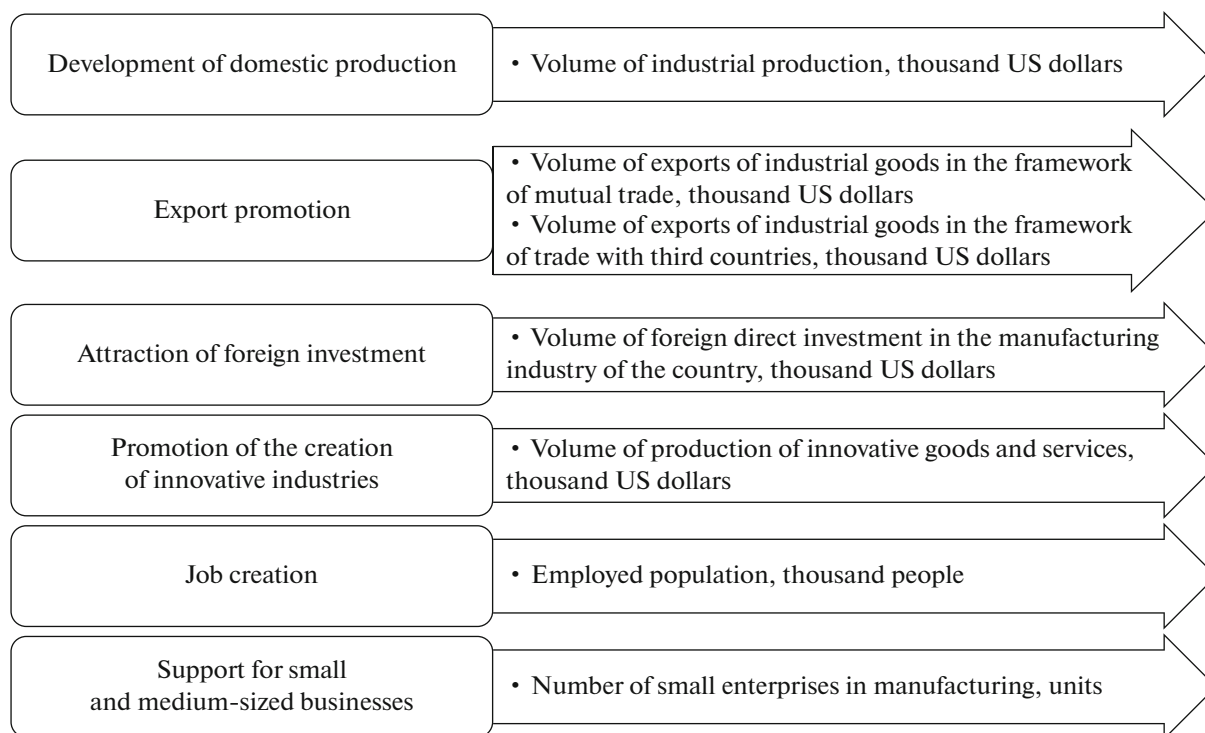 Development of domestic production
• Volume of industrial production, thousand US dollars
Export promotion
• Volume of exports of industrial goods in the framework
of mutual trade, thousand US dollars
• Volume of exports of industrial goods in the framework
of trade with third countries, thousand US dollars
Attraction of foreign investment
• Volume of foreign direct investment in the manufacturing
industry of the country, thousand US dollars
Promotion of the creation
of innovative industries
• Volume of production of innovative goods and services,
thousand US dollars
Job creation
• Employed population, thousand people
Support for small
and medium-sized businesses
• Number of small enterprises in manufacturing, units